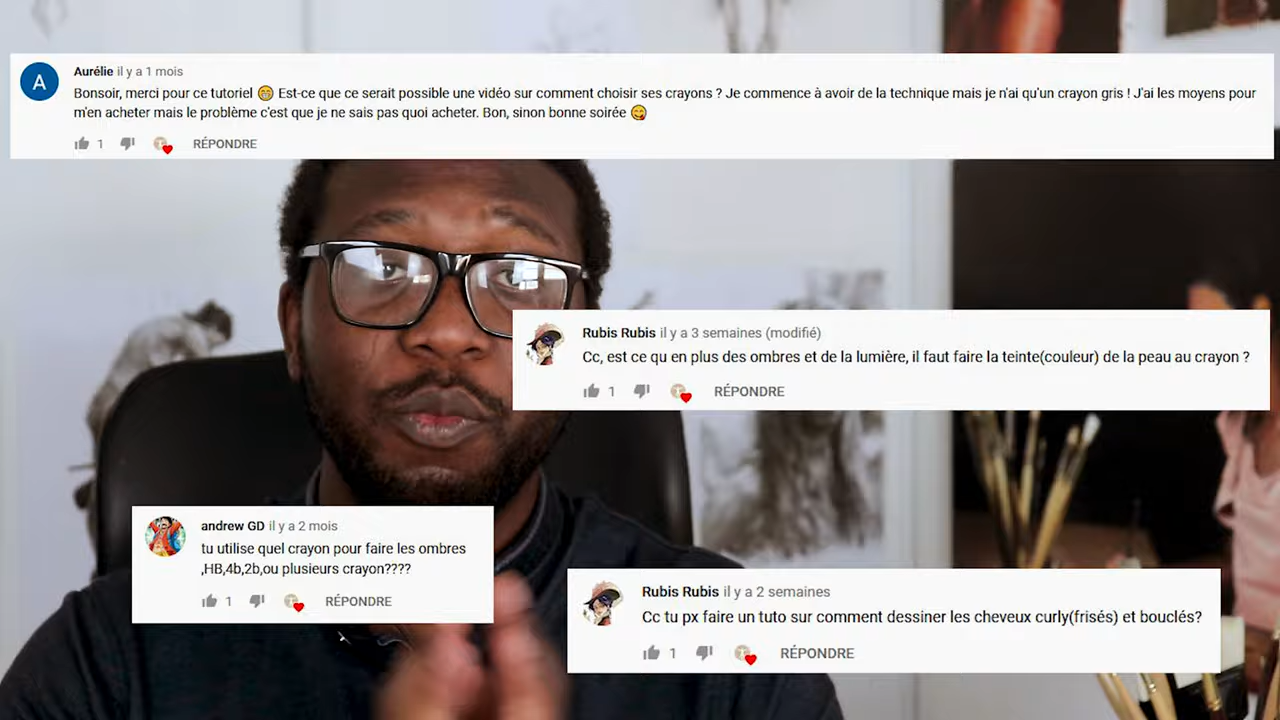 A
Aurélie il y a 1 mois
Bonsoir, merci pour ce tutoriel 😁 Est-ce que ce serait possible une vidéo sur comment choisir ses crayons ? Je commence à avoir de la technique mais je n'ai qu'un crayon gris ! J'ai les moyens pour
m'en acheter mais le problème c'est que je ne sais pas quoi acheter. Bon, sinon bonne soirée 😋
1 RÉPONDRE
Rubis Rubis il y a 3 semaines (modifié)
Cc, est ce qu en plus des ombres et de la lumière, il faut faire la teinte(couleur) de la peau au crayon ?
1 RÉPONDRE
andrew GD il y a 2 mois
tu utilise quel crayon pour faire les ombres
,HB,4b,2b,ou plusieurs crayon????
1 RÉPONDRE
Rubis Rubis il y a 2 semaines
Cc tu px faire un tuto sur comment dessiner les cheveux curly(frisés) et bouclés?
1 RÉPONDRE